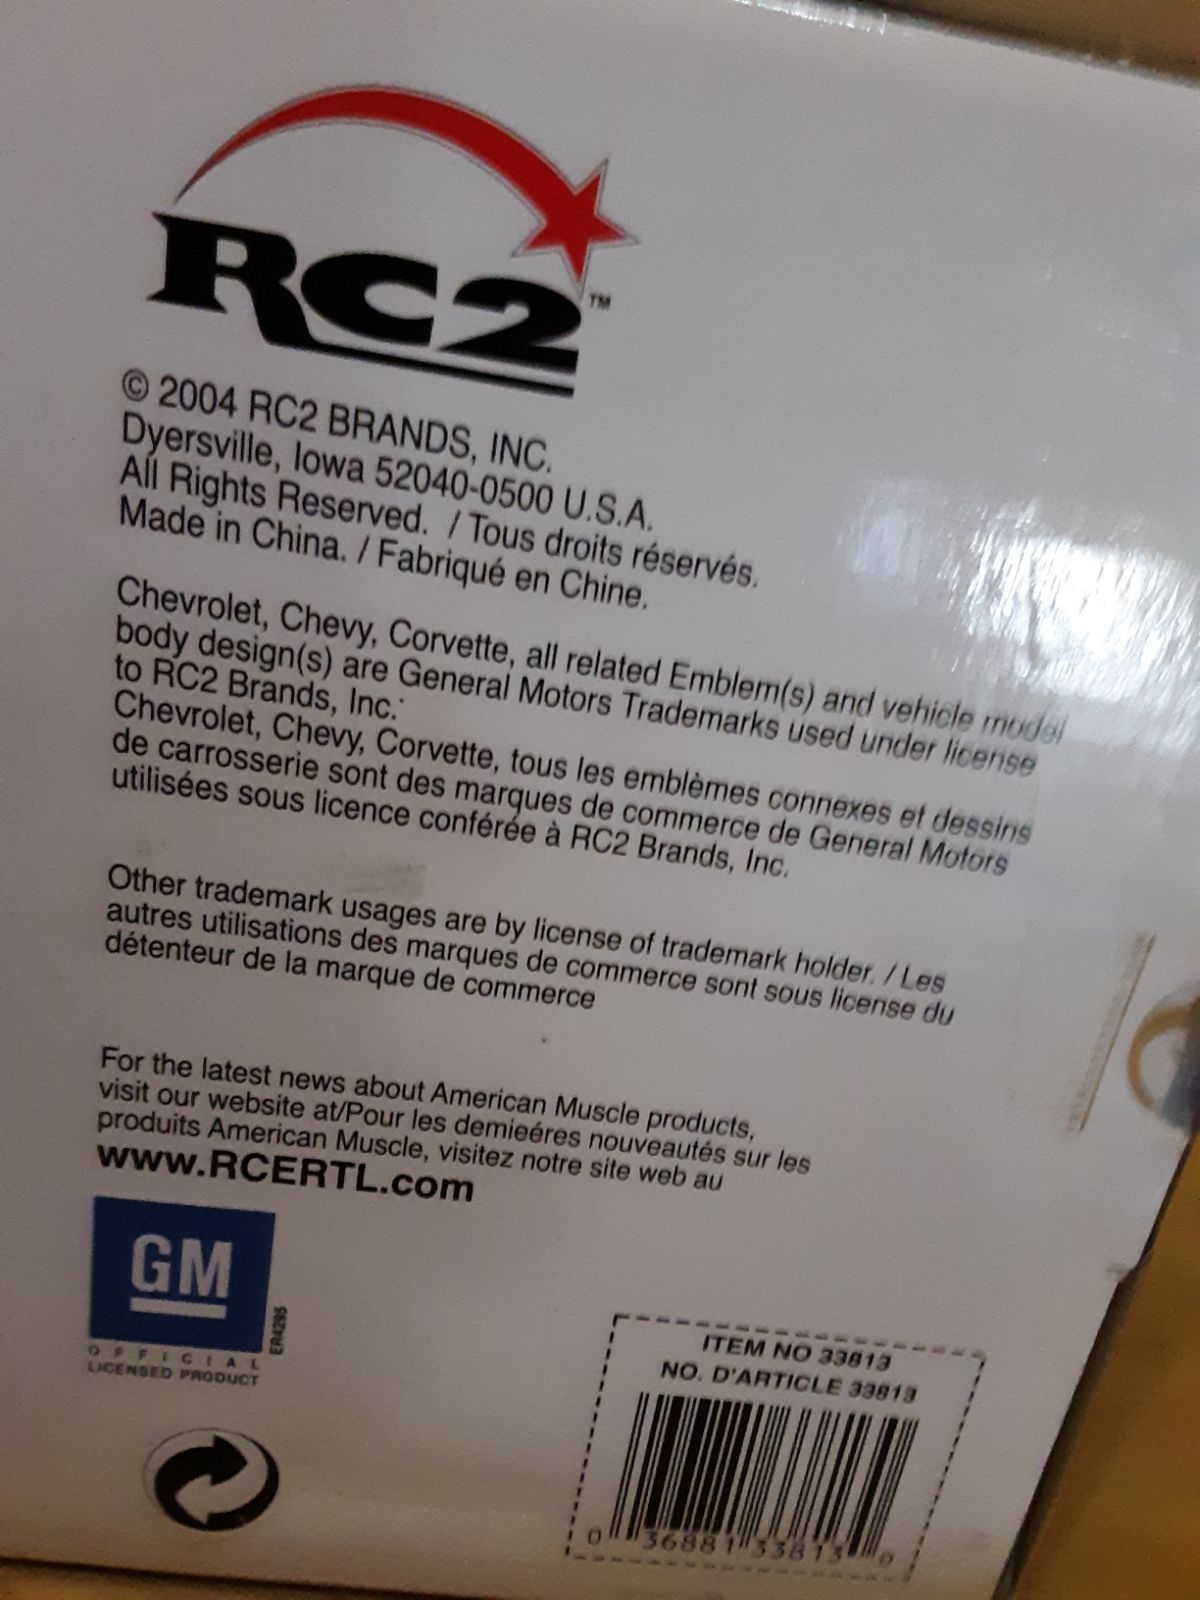 RC2™
© 2004 RC2 BRANDS, INC.
Dyersville, Iowa 52040-0500 U.S.A.
All Rights Reserved. / Tous droits réservés.
Made in China. / Fabriqué en Chine.
Chevrolet, Chevy, Corvette, all related Emblem(s) and vehicle model
body design(s) are General Motors Trademarks used under license
to RC2 Brands, Inc.
Chevrolet, Chevy, Corvette, tous les emblèmes connexes et dessins
de carrosserie sont des marques de commerce de General Motors
utilisées sous licence conférée à RC2 Brands, Inc.
Other trademark usages are by license of trademark holder. / Les
autres utilisations des marques de commerce sont sous license du
détenteur de la marque de commerce
For the latest news about American Muscle products,
visit our website at/Pour les demieéres nouveautés sur les
produits American Muscle, visitez notre site web au
www.RCERTL.com
GM
ER4295
OFFICIAL
LICENSED PRODUCT
ITEM NO 33813
NO. D'ARTICLE 33813
0 36881 33813 0